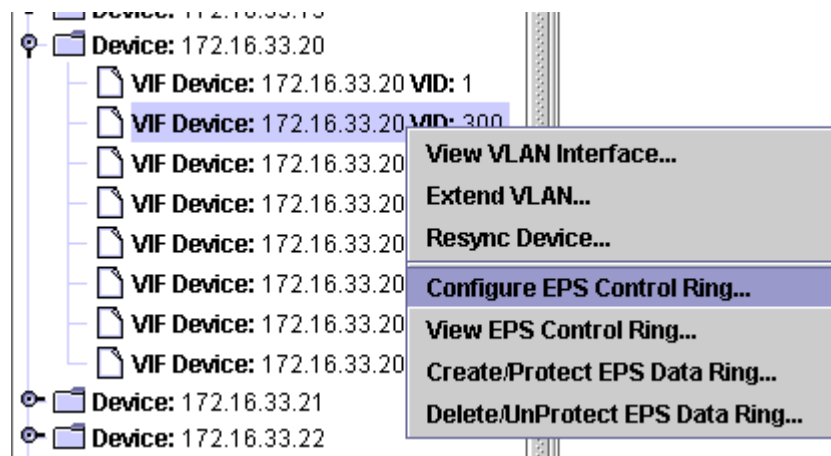 Device: 172.16.33.20
VIF Device: 172.16.33.20 VID: 1
VIF Device: 172.16.33.20 VID: 300
View VLAN Interface...
VIF Device: 172.16.33.20
Extend VLAN...
VIF Device: 172.16.33.20
Resync Device...
VIF Device: 172.16.33.20
Configure EPS Control Ring...
VIF Device: 172.16.33.20
View EPS Control Ring...
VIF Device: 172.16.33.20
Create/Protect EPS Data Ring...
VIF Device: 172.16.33.20
Device: 172.16.33.21
Delete/UnProtect EPS Data Ring...
Device: 172.16.33.22